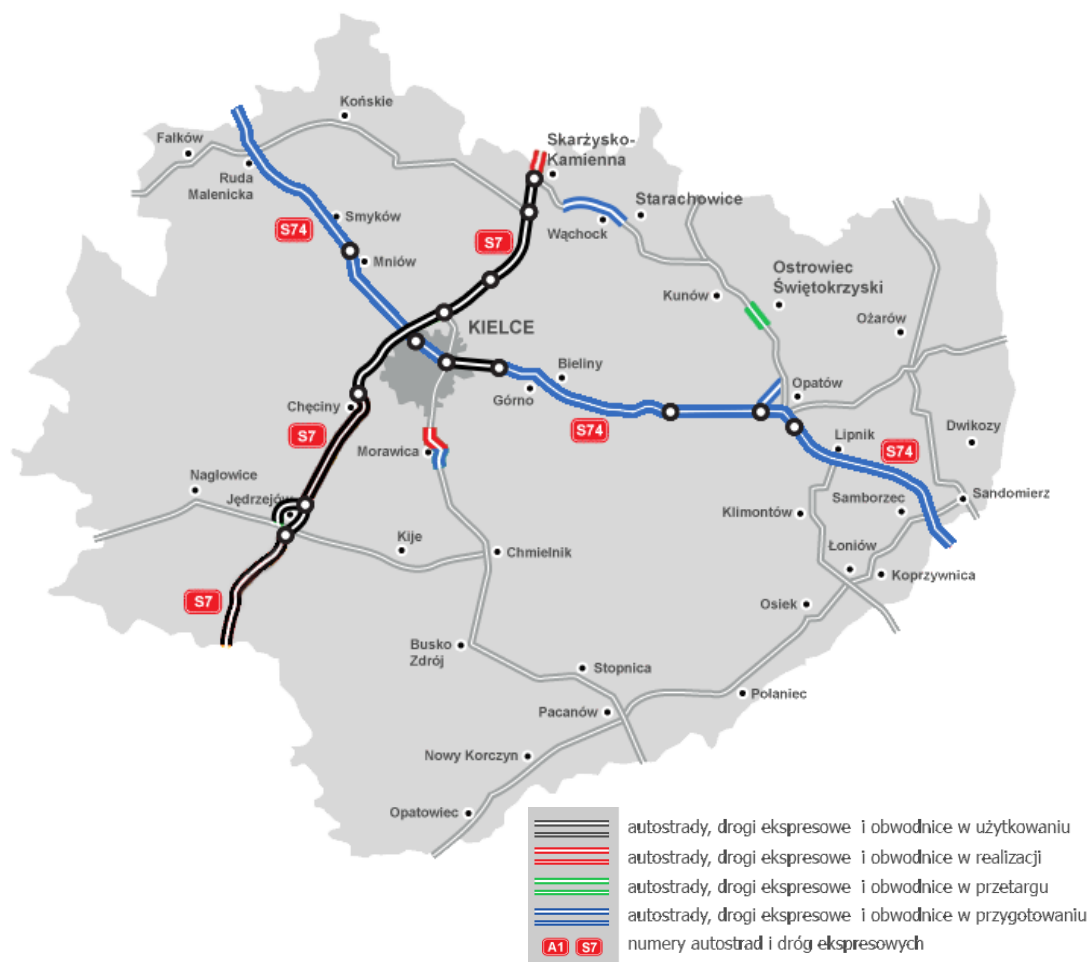 Końskie
Fałków
Skarżysko-
Kamienna
Ruda
Malenicka
Starachowice
Smyków
S74
Wąchock
S7
Mniów
Ostrowiec
Świętokrzyski
Kunów
Ożarów
KIELCE
Bieliny
Opatów
Górno
Chęciny
S74
Dwikozy
S7
Lipnik
S74
Morawica
Nagłowice
Jędrzejów
Samborzec
Sandomierz
Klimontów
Kije
Chmielnik
Łoniów
Koprzywnica
S7
Osiek
Busko
Zdrój
Stopnica
Połaniec
Pacanów
Nowy Korczyn
Opatowiec
autostrady, drogi ekspresowe i obwodnice w użytkowaniu
autostrady, drogi ekspresowe i obwodnice w realizacji
autostrady, drogi ekspresowe i obwodnice w przetargu
autostrady, drogi ekspresowe i obwodnice w przygotowaniu
A1 S7 numery autostrad i dróg ekspresowych